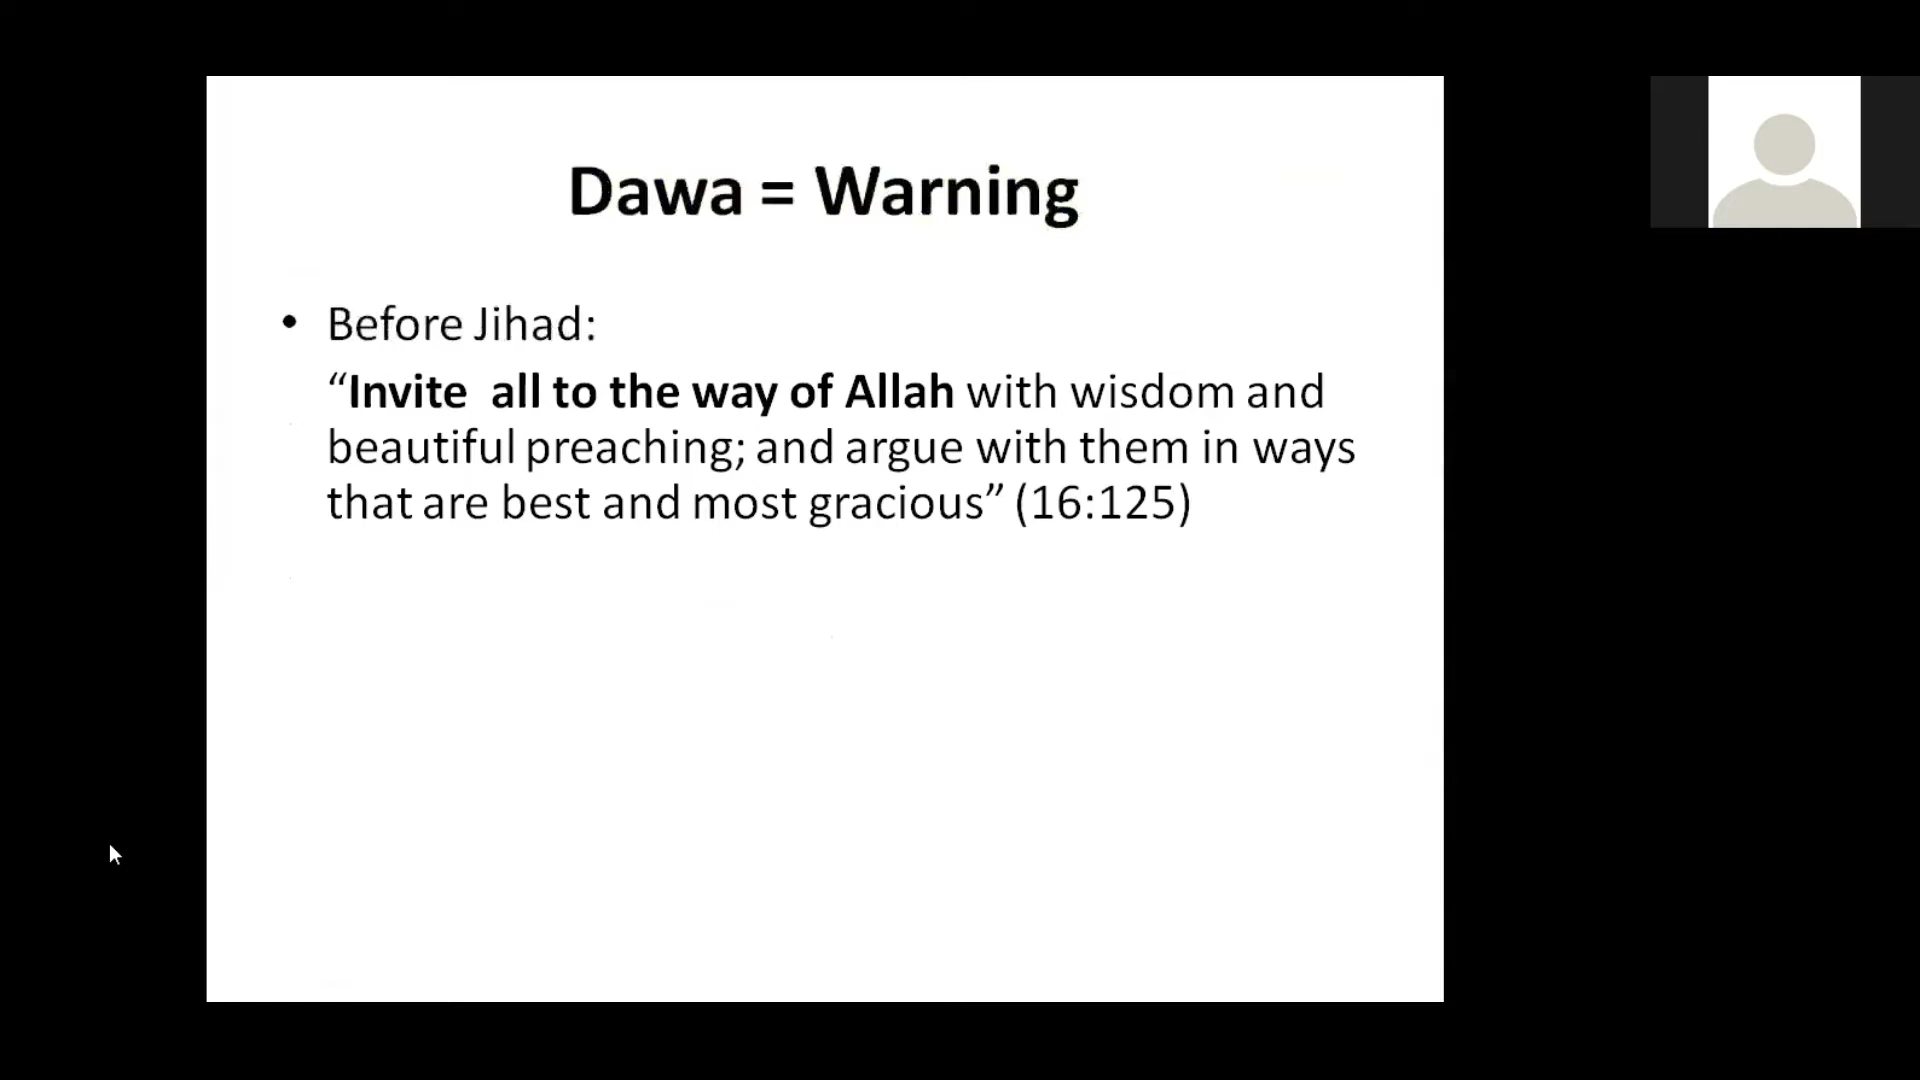 Dawa = Warning
• Before Jihad:
“Invite  all to the way of Allah with wisdom and
beautiful preaching; and argue with them in ways
that are best and most gracious” (16:125)